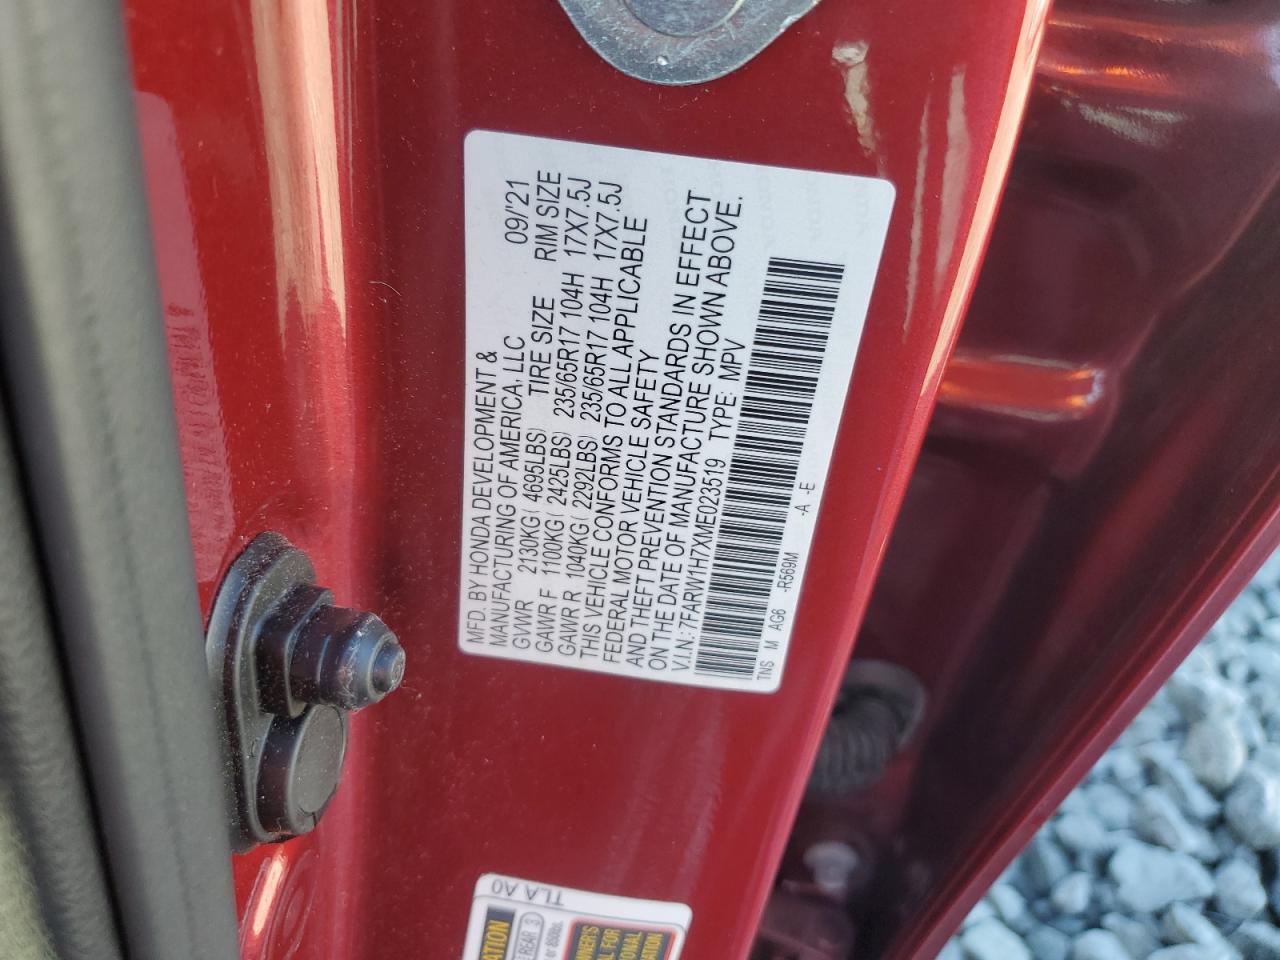 MFD. BY HONDA DEVELOPMENT &
MANUFACTURING OF AMERICA, LLC 09/'21
GVWR 2130KG( 4695LBS) TIRE SIZE RIM SIZE
GAWR F 1100KG( 2425LBS) 235/65R17 104H 17X7.5J
GAWR R 1040KG( 2292LBS) 235/65R17 104H 17X7.5J
THIS VEHICLE CONFORMS TO ALL APPLICABLE
FEDERAL MOTOR VEHICLE SAFETY
AND THEFT PREVENTION STANDARDS IN EFFECT
ON THE DATE OF MANUFACTURE SHOWN ABOVE.
V.I.N.: 7FARW1H7XME023519 TYPE: MPV
TNS M AG6 -R569M -A -E
TLA A0
REAR 3